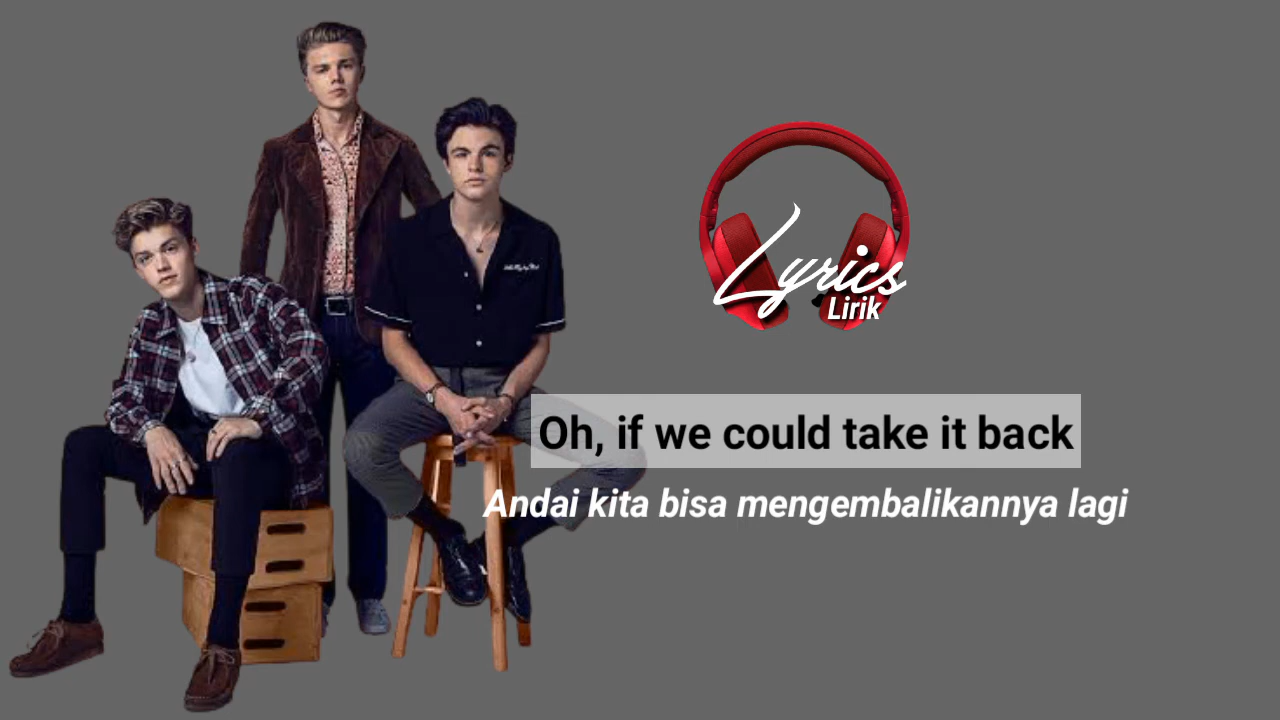 Lyrics
Lirik
Oh, if we could take it back
Andai kita bisa mengembalikannya lagi